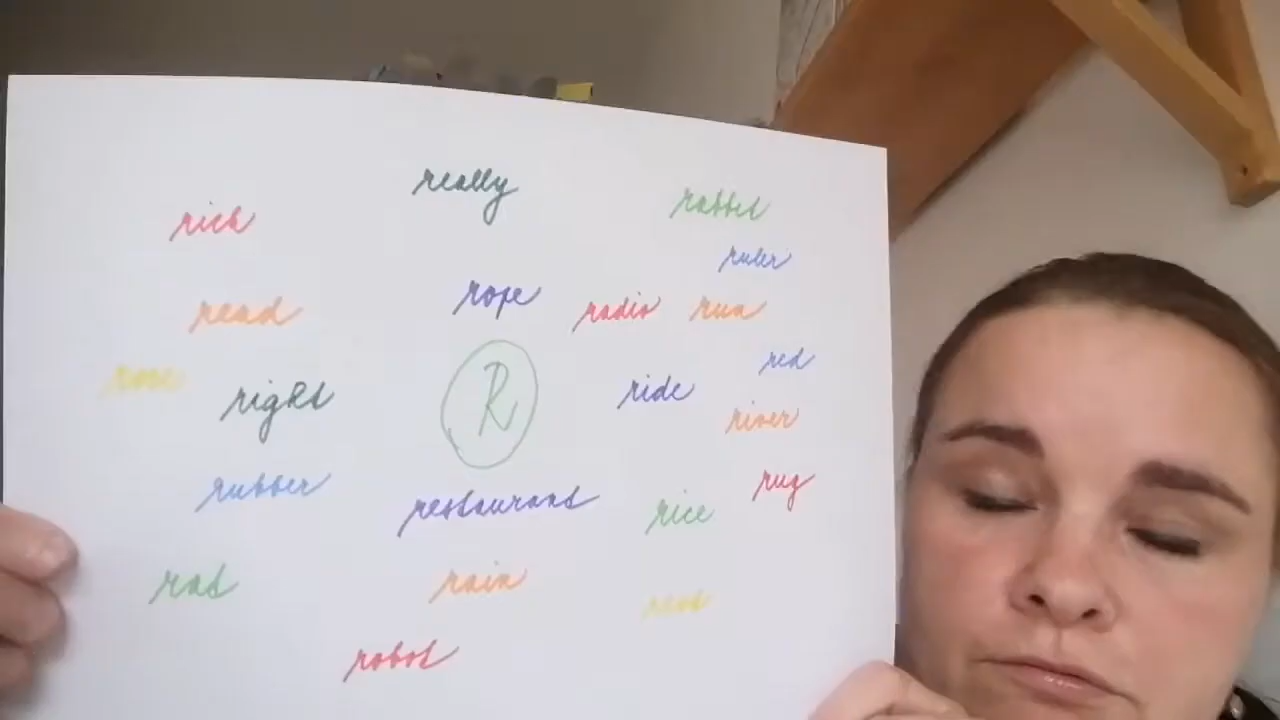 really
rich
rabbit
ruler
read
rope
radio
run
red
rose
right
R
ride
river
rubber
restaurant
rice
rug
rat
rain
robot